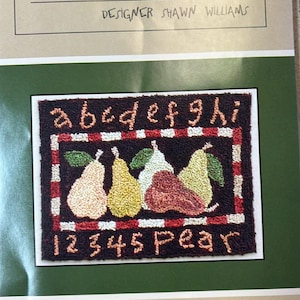 DESIGNER SHAWN WILLIAMS
abcdefghi
12345 pear